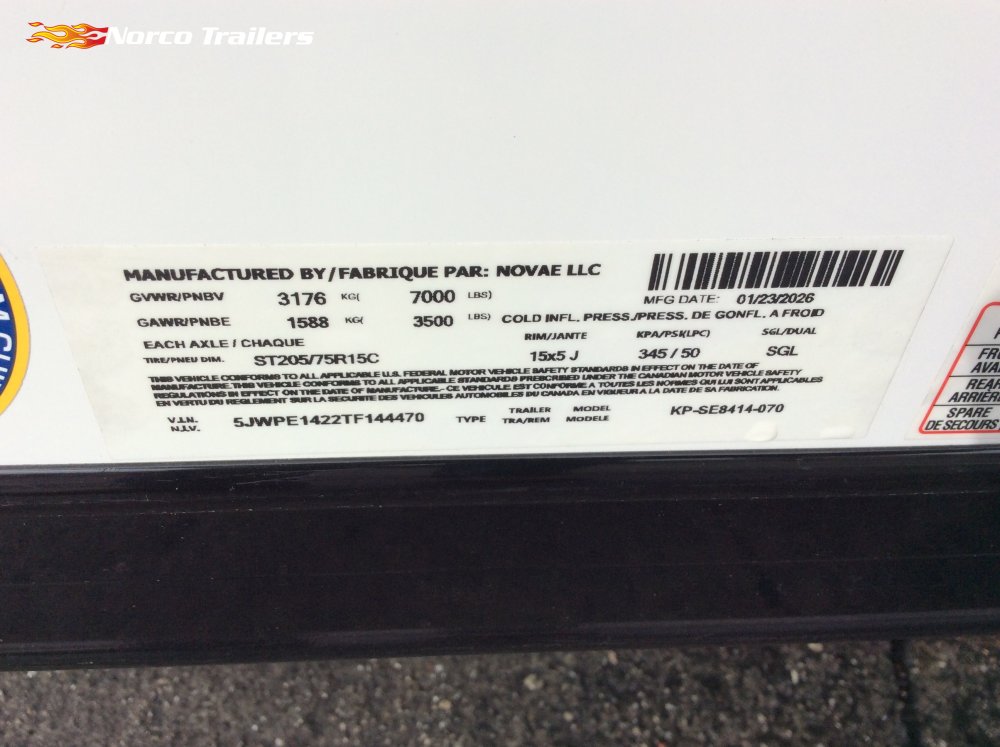 Norco Trailers
MANUFACTURED BY/FABRIQUE PAR: NOVAE LLC
GVWR/PNBV 3176 KG( 7000 LBS)
MFG DATE: 01/23/2026
GAWR/PNBE 1588 KG( 3500 LBS) COLD INFL. PRESS./PRESS. DE GONFL. A FROID
EACH AXLE / CHAQUE RIM/JANTE KPA/PSI(LPC) SGL/DUAL
TIRE/PNEU DIM. ST205/75R15C 15x5 J 345/50 SGL
THIS VEHICLE CONFORMS TO ALL APPLICABLE U.S. FEDERAL MOTOR VEHICLE SAFETY STANDARDS IN EFFECT ON THE DATE OF
MANUFACTURE. THIS VEHICLE CONFORMS TO ALL APPLICABLE STANDARDS PRESCRIBED UNDER THE CANADIAN MOTOR VEHICLE SAFETY
REGULATIONS IN EFFECT ON THE DATE OF MANUFACTURE.- CE VEHICULE EST CONFORME A TOUTES LES NORMES QUI LUI SONT APPLICABLES
EN VERTU DU REGLEMENT SUR LA SECURITE DES VEHICULES AUTOMOBILES DU CANADA EN VIGUEUR A LA DATE DE SA FABRICATION.
V.I.N. 5JWPE1422TF144470 TYPE TRAILER MODEL KP-SE8414-070
N.I.V. TRA/REM MODELE
FR
AVA
REAR
ARRIÈRE
SPARE
DE SECOURS